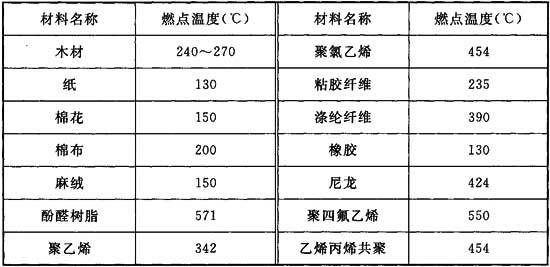 材料名称 燃点温度(℃) 材料名称 燃点温度(℃)
木材 240～270 聚氯乙烯 454
纸 130 粘胶纤维 235
棉花 150 涤纶纤维 390
棉布 200 橡胶 130
麻绒 150 尼龙 424
酚醛树脂 571 聚四氟乙烯 550
聚乙烯 342 乙烯丙烯共聚 454